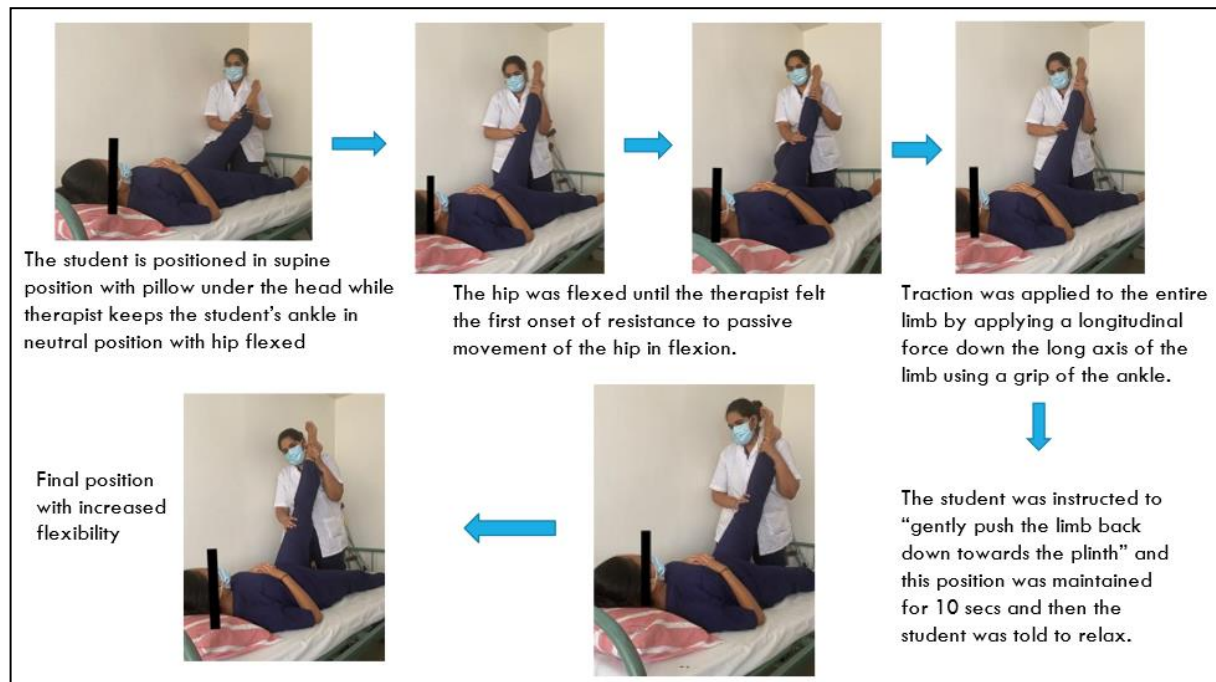 The student is positioned in supine
position with pillow under the head while
therapist keeps the student's ankle in
neutral position with hip flexed
The hip was flexed until the therapist felt
the first onset of resistance to passive
movement of the hip in flexion.
Traction was applied to the entire
limb by applying a longitudinal
force down the long axis of the
limb using a grip of the ankle.
The student was instructed to
“gently push the limb back
down towards the plinth” and
this position was maintained
for 10 secs and then the
student was told to relax.
Final position
with increased
flexibility